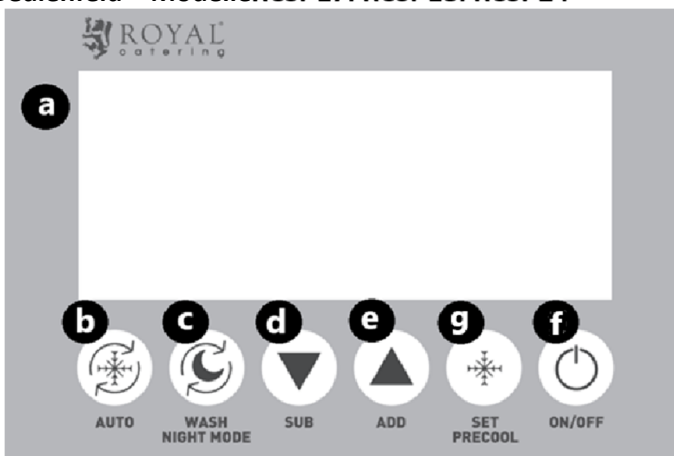 ROYAL
catering
a
b
c
d
e
g
f
AUTO
WASH
NIGHT MODE
SUB
ADD
SET
PRECOOL
ON/OFF